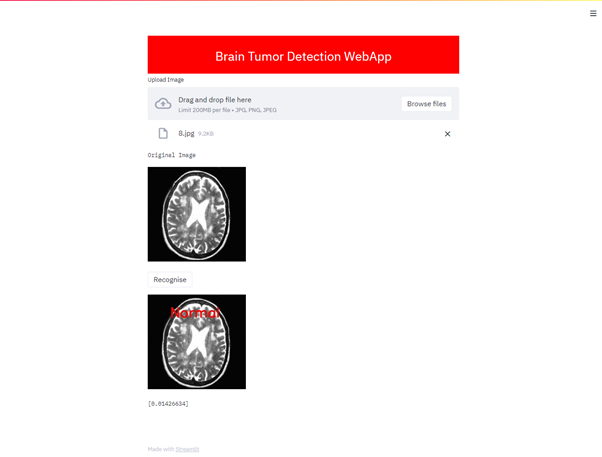 Brain Tumor Detection WebApp
Upload Image
Drag and drop file here
Limit 200MB per file • JPG, PNG, JPEG
Browse files
8.jpg 9.2KB
Original Image
Recognise
Normal
[0.01426634]
Made with Streamlit